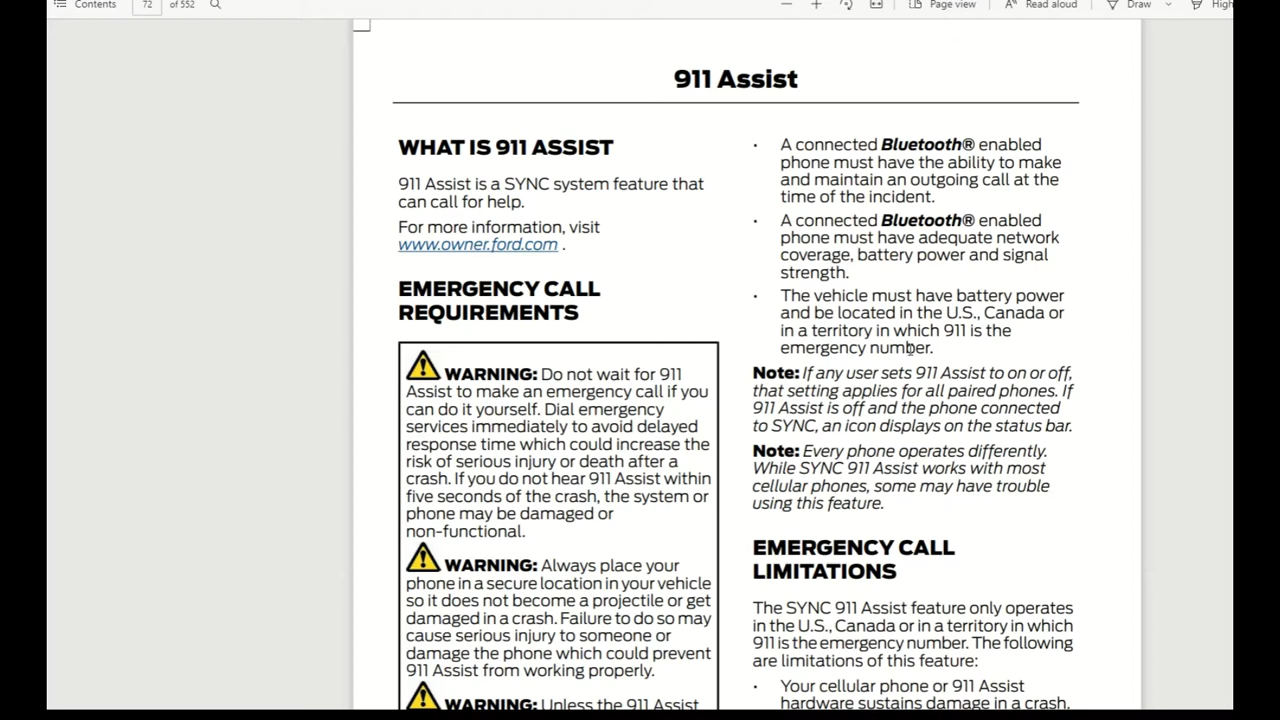 Contents
72
of 552
Page view
Read aloud
Draw
High
911 Assist
WHAT IS 911 ASSIST
911 Assist is a SYNC system feature that
can call for help.
For more information, visit
www.owner.ford.com .
EMERGENCY CALL
REQUIREMENTS
WARNING: Do not wait for 911
Assist to make an emergency call if you
can do it yourself. Dial emergency
services immediately to avoid delayed
response time which could increase the
risk of serious injury or death after a
crash. If you do not hear 911 Assist within
five seconds of the crash, the system or
phone may be damaged or
non-functional.
WARNING: Always place your
phone in a secure location in your vehicle
so it does not become a projectile or get
damaged in a crash. Failure to do so may
cause serious injury to someone or
damage the phone which could prevent
911 Assist from working properly.
WARNING: Unless the 911 Assist
· A connected Bluetooth® enabled
phone must have the ability to make
and maintain an outgoing call at the
time of the incident.
· A connected Bluetooth® enabled
phone must have adequate network
coverage, battery power and signal
strength.
· The vehicle must have battery power
and be located in the U.S., Canada or
in a territory in which 911 is the
emergency number.
Note: If any user sets 911 Assist to on or off,
that setting applies for all paired phones. If
911 Assist is off and the phone connected
to SYNC, an icon displays on the status bar.
Note: Every phone operates differently.
While SYNC 911 Assist works with most
cellular phones, some may have trouble
using this feature.
EMERGENCY CALL
LIMITATIONS
The SYNC 911 Assist feature only operates
in the U.S., Canada or in a territory in which
911 is the emergency number. The following
are limitations of this feature:
· Your cellular phone or 911 Assist
hardware sustains damage in a crash.